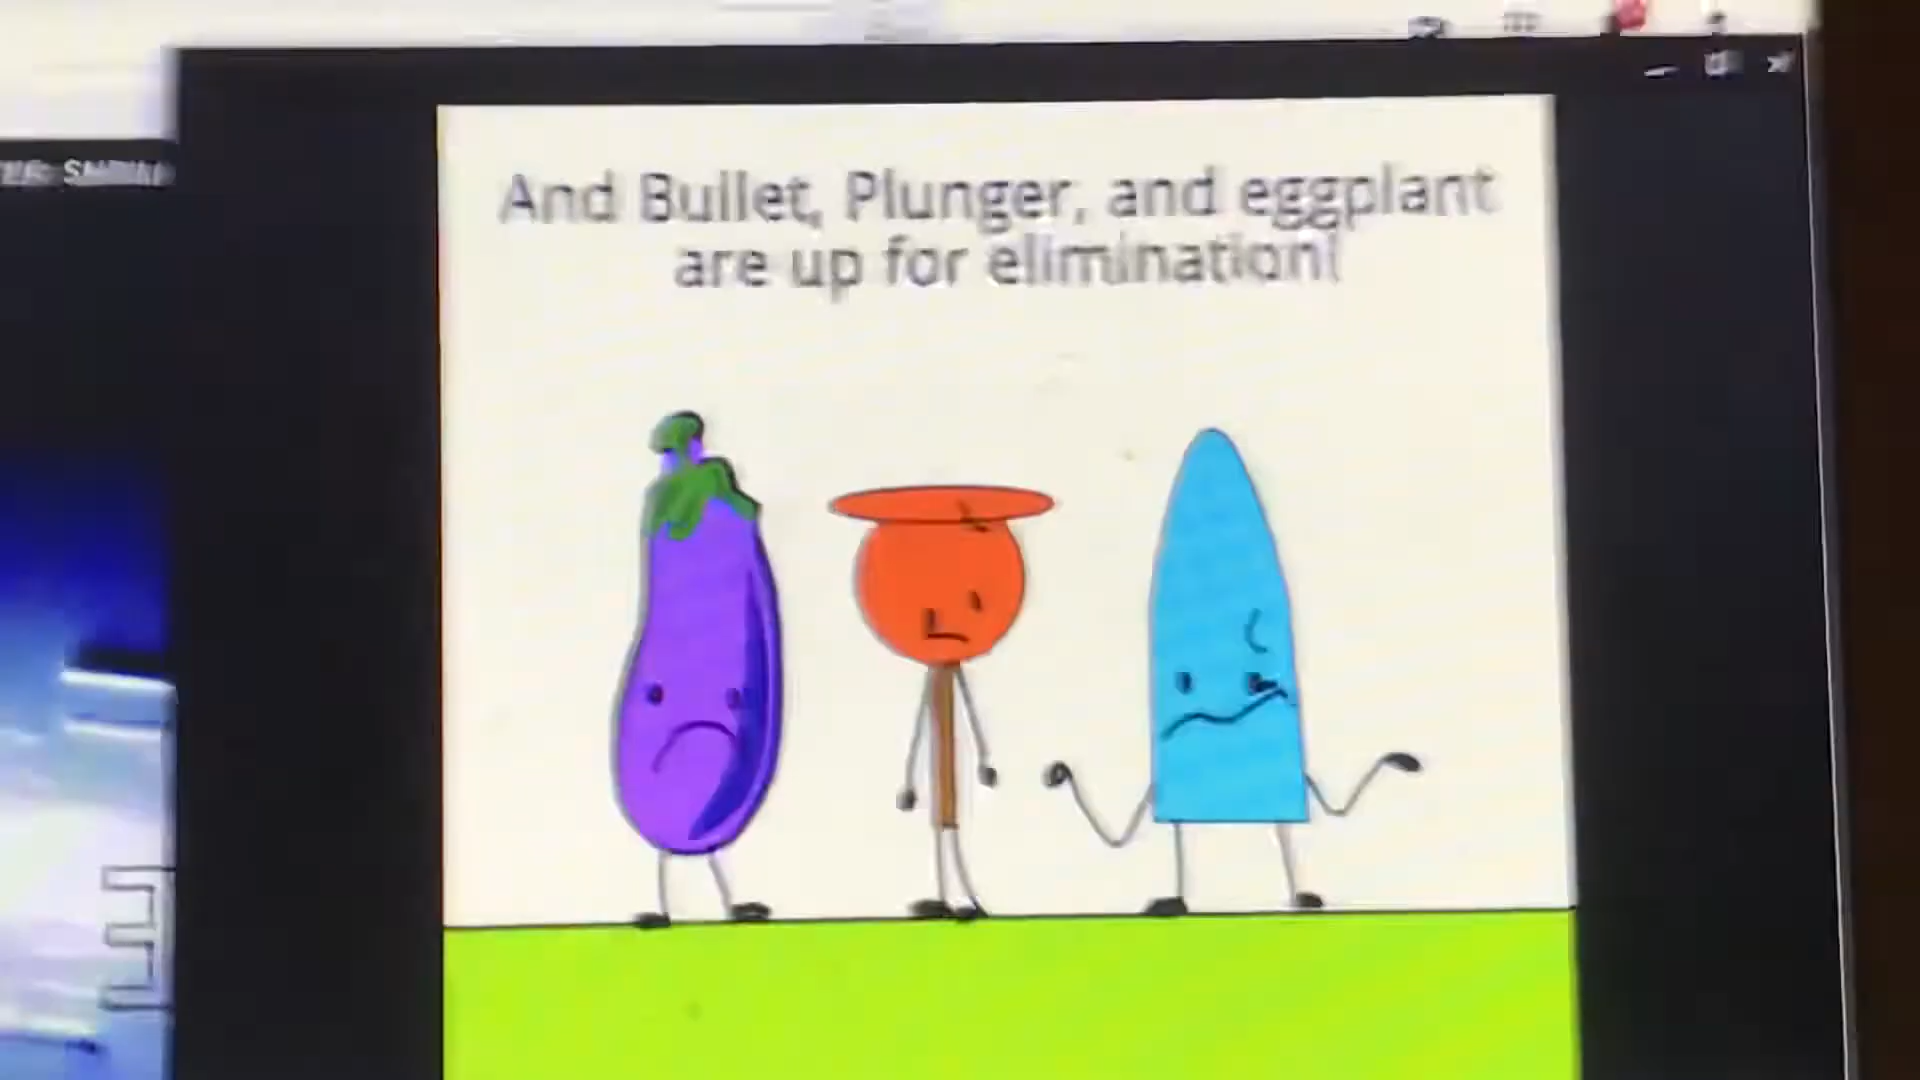 And Bullet, Plunger, and eggplant
are up for elimination!